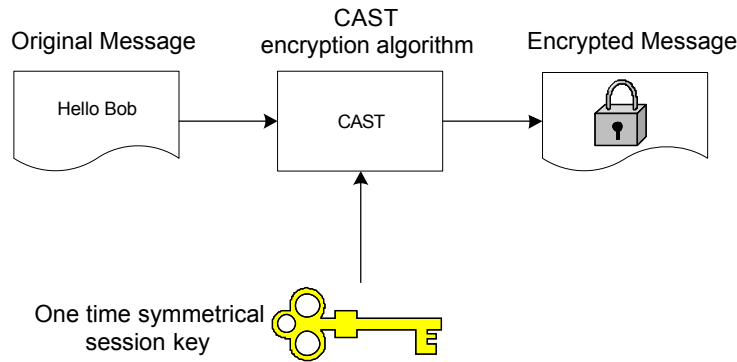 CAST
encryption algorithm
Original Message
Encrypted Message
Hello Bob
CAST
One time symmetrical
session key